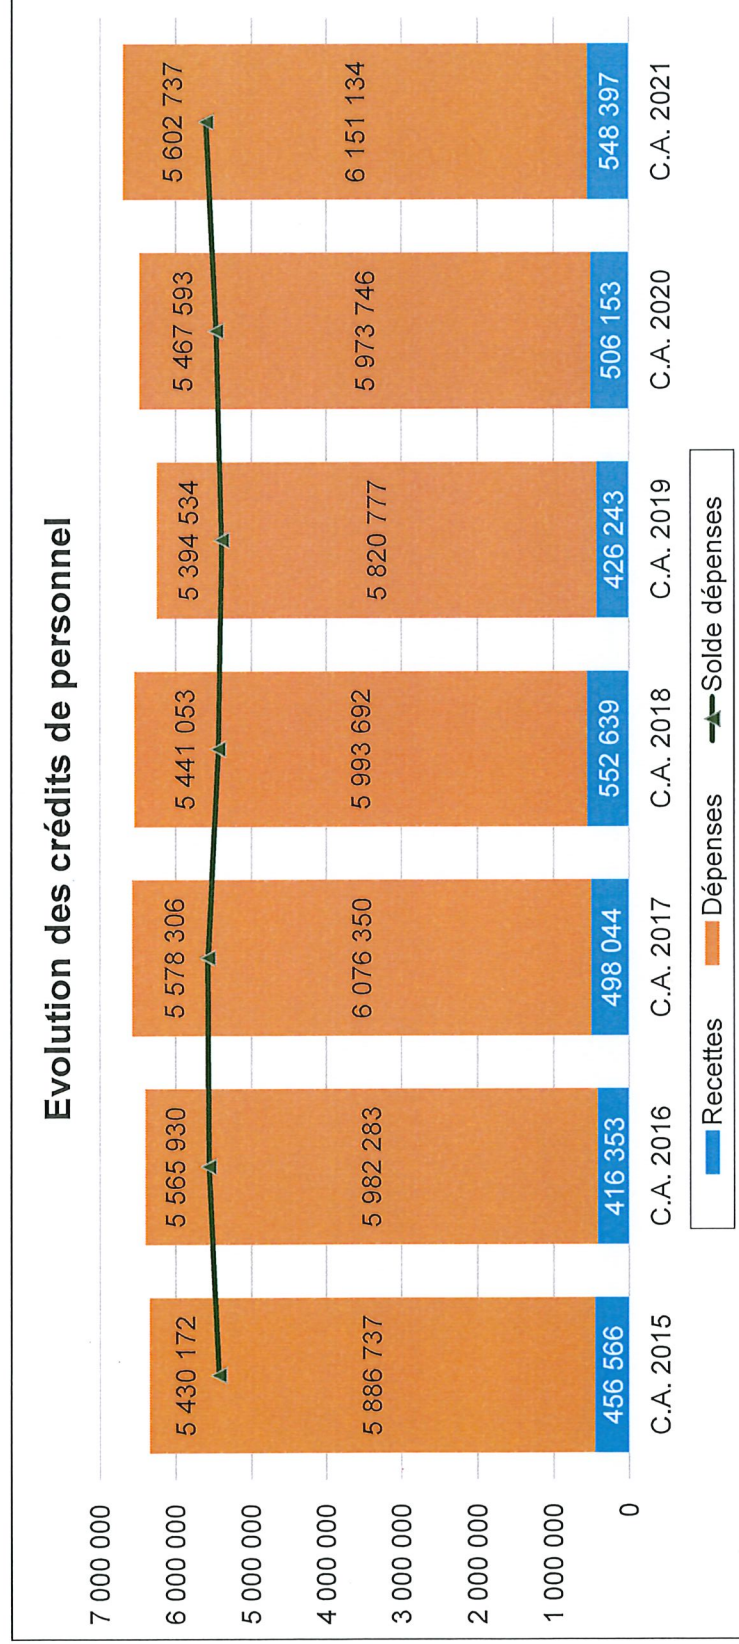 Evolution des crédits de personnel
7 000 000
6 000 000
5 000 000
4 000 000
3 000 000
2 000 000
1 000 000
0
5 430 172
5 565 930
5 578 306
5 441 053
5 394 534
5 467 593
5 602 737
5 886 737
5 982 283
6 076 350
5 993 692
5 820 777
5 973 746
6 151 134
456 566
416 353
498 044
552 639
426 243
506 153
548 397
C.A. 2015
C.A. 2016
C.A. 2017
C.A. 2018
C.A. 2019
C.A. 2020
C.A. 2021
Recettes
Dépenses
Solde dépenses